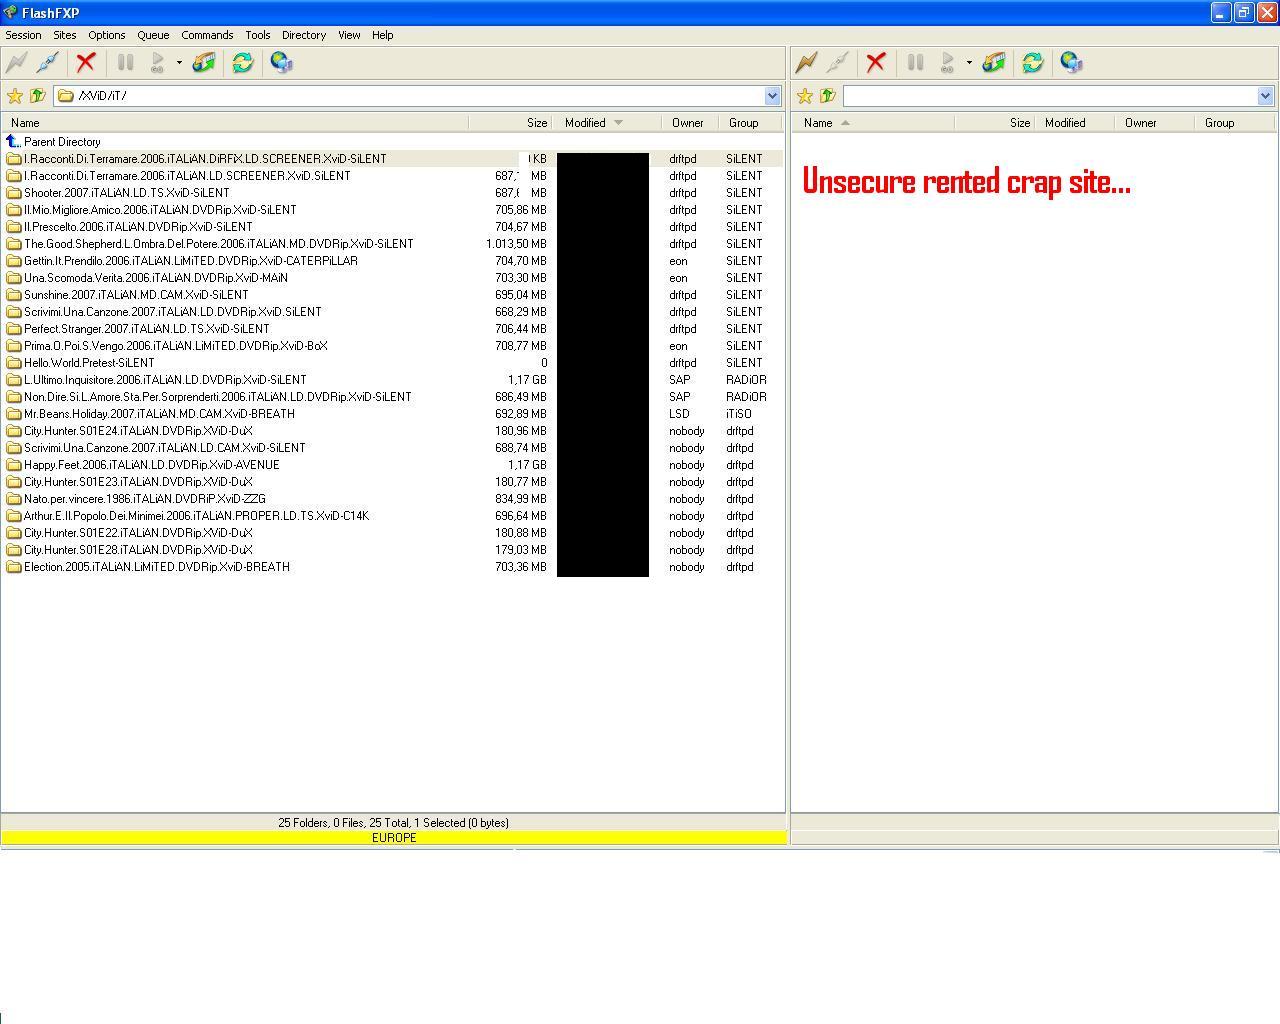 FlashFXP
Session Sites Options Queue Commands Tools Directory View Help
GO
GO
/XViD/iT/
Name Size Modified Owner Group
Name Size Modified Owner Group
Parent Directory
I.Racconti.Di.Terramare.2006.iTALiAN.DiRFiX.LD.SCREENER.XviD-SiLENT KB drftpd SiLENT
I.Racconti.Di.Terramare.2006.iTALiAN.LD.SCREENER.XviD.SiLENT 687, MB drftpd SiLENT
Shooter.2007.iTALiAN.LD.TS.XviD-SiLENT 687, MB drftpd SiLENT
Il.Mio.Migliore.Amico.2006.iTALiAN.DVDRip.XviD-SiLENT 705,86 MB drftpd SiLENT
Il.Prescelto.2006.iTALiAN.DVDRip.XviD-SiLENT 704,67 MB drftpd SiLENT
The.Good.Shepherd.L.Ombra.Del.Potere.2006.iTALiAN.MD.DVDRip.XviD-SiLENT 1.013,50 MB drftpd SiLENT
Gettin.It.Prendilo.2006.iTALiAN.LiMiTED.DVDRip.XviD-CATERPiLLAR 704,70 MB eon SiLENT
Una.Scomoda.Verita.2006.iTALiAN.DVDRip.XviD-MAiN 703,30 MB eon SiLENT
Sunshine.2007.iTALiAN.MD.CAM.XviD-SiLENT 695,04 MB drftpd SiLENT
Scrivimi.Una.Canzone.2007.iTALiAN.LD.DVDRip.XviD.SiLENT 668,29 MB drftpd SiLENT
Perfect.Stranger.2007.iTALiAN.LD.TS.XviD-SiLENT 706,44 MB drftpd SiLENT
Prima.O.Poi.S.Vengo.2006.iTALiAN.LiMiTED.DVDRip.XviD-BoX 708,77 MB eon SiLENT
Hello.World.Pretest-SiLENT 0 drftpd SiLENT
L.Ultimo.Inquisitore.2006.iTALiAN.LD.DVDRip.XviD-SiLENT 1,17 GB SAP RADiOR
Non.Dire.Si.L.Amore.Sta.Per.Sorprenderti.2006.iTALiAN.LD.DVDRip.XviD-SiLENT 686,49 MB SAP RADiOR
Mr.Beans.Holiday.2007.iTALiAN.MD.CAM.XviD-BREATH 692,89 MB LSD iTiSO
City.Hunter.S01E24.iTALiAN.DVDRip.XViD-DuX 180,96 MB nobody drftpd
Scrivimi.Una.Canzone.2007.iTALiAN.LD.CAM.XviD-SiLENT 688,74 MB nobody drftpd
Happy.Feet.2006.iTALiAN.LD.DVDRip.XviD-AVENUE 1,17 GB nobody drftpd
City.Hunter.S01E23.iTALiAN.DVDRip.XViD-DuX 180,77 MB nobody drftpd
Nato.per.vincere.1986.iTALiAN.DVDRiP.XviD-ZZG 834,99 MB nobody drftpd
Arthur.E.Il.Popolo.Dei.Minimei.2006.iTALiAN.PROPER.LD.TS.XviD-C14K 696,64 MB nobody drftpd
City.Hunter.S01E22.iTALiAN.DVDRip.XViD-DuX 180,88 MB nobody drftpd
City.Hunter.S01E28.iTALiAN.DVDRip.XViD-DuX 179,03 MB nobody drftpd
Election.2005.iTALiAN.LiMiTED.DVDRip.XviD-BREATH 703,36 MB nobody drftpd
Unsecure rented crap site...
25 Folders, 0 Files, 25 Total, 1 Selected (0 bytes)
EUROPE